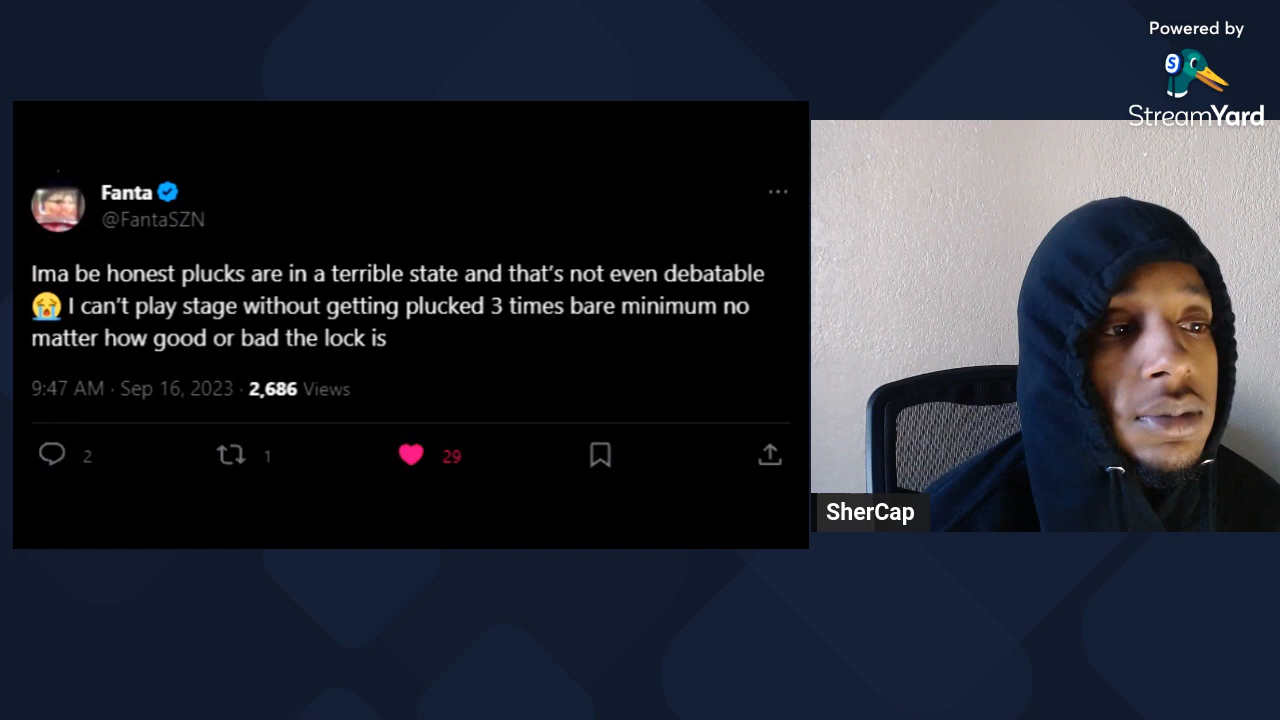 Powered by
StreamYard
Fanta
@FantaSZN
Ima be honest plucks are in a terrible state and that's not even debatable
😭 I can't play stage without getting plucked 3 times bare minimum no
matter how good or bad the lock is
9:47 AM · Sep 16, 2023 · 2,686 Views
2 1 29
SherCap